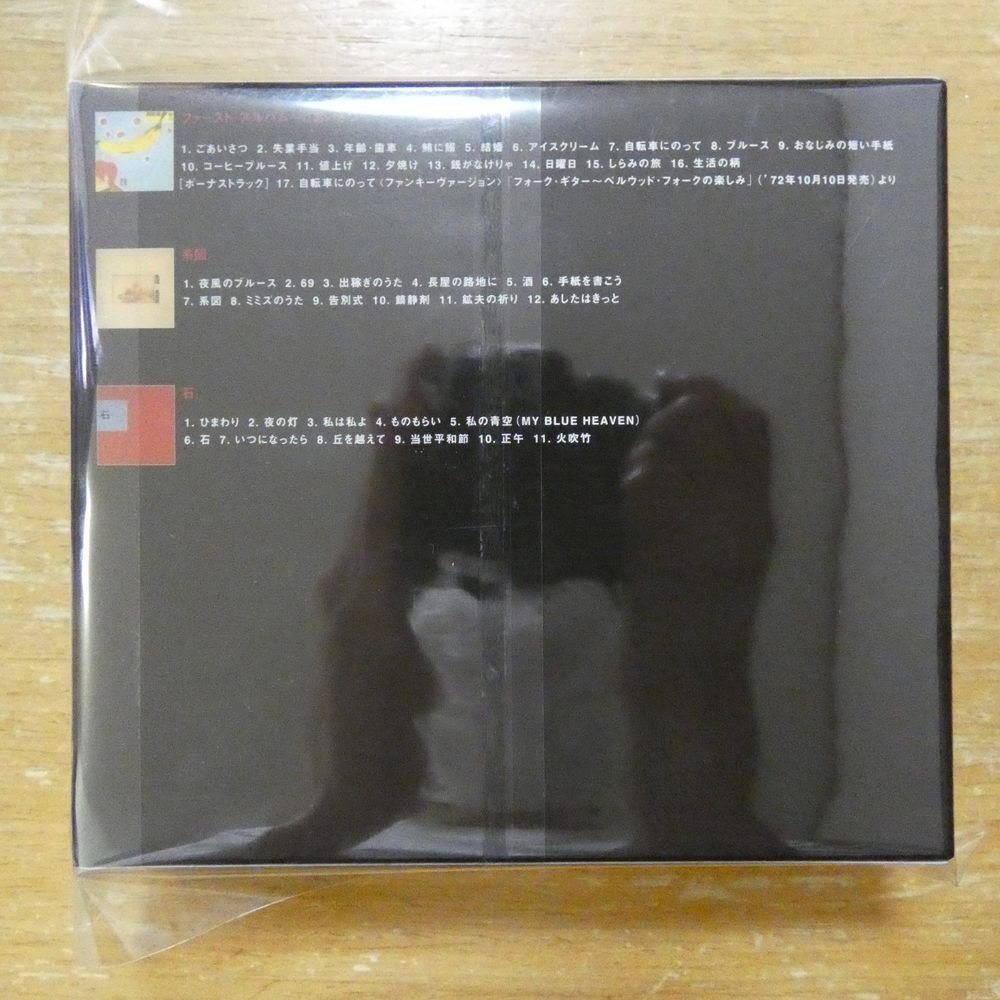 ファースト・アルバム
1. ごあいさつ 2. 失業手当 3. 年齢・歯車 4. 鮪に鰯 5. 結婚 6. アイスクリーム 7. 自転車にのって 8. ブルース 9. おなじみの短い手紙
10. コーヒーブルース 11. 値上げ 12. 夕焼け 13. 銭がなけりゃ 14. 日曜日 15. しらみの旅 16. 生活の柄
[ボーナストラック] 17. 自転車にのって〈ファンキーヴァージョン〉「フォーク・ギター〜ベルウッド・フォークの楽しみ」('72年10月10日発売)より
系図
1. 夜風のブルース 2. 69 3. 出稼ぎのうた 4. 長屋の路地に 5. 酒 6. 手紙を書こう
7. 系図 8. ミミズのうた 9. 告別式 10. 鎮静剤 11. 鉱夫の祈り 12. あしたはきっと
石
石
1. ひまわり 2. 夜の灯 3. 私は私よ 4. ものもらい 5. 私の青空(MY BLUE HEAVEN)
6. 石 7. いつになったら 8. 丘を越えて 9. 当世平和節 10. 正午 11. 火吹竹